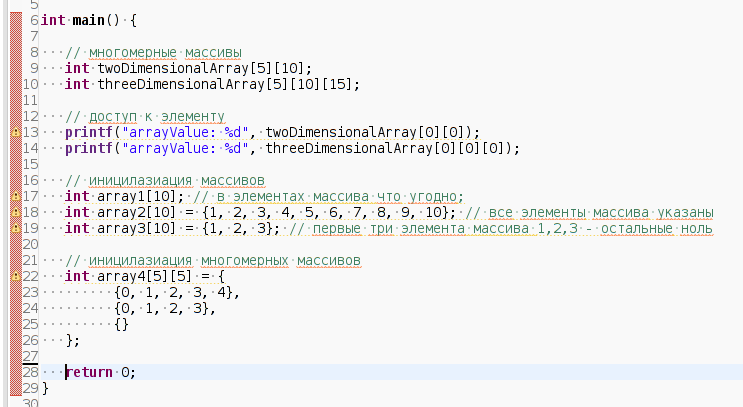 5
6 int main() {
7
8 // многомерные массивы
9 int twoDimensionalArray[5][10];
10 int threeDimensionalArray[5][10][15];
11
12 // доступ к элементу
13 printf("arrayValue: %d", twoDimensionalArray[0][0]);
14 printf("arrayValue: %d", threeDimensionalArray[0][0][0]);
15
16 // иницилазиация массивов
17 int array1[10]; // в элементах массива что угодно;
18 int array2[10] = {1, 2, 3, 4, 5, 6, 7, 8, 9, 10}; // все элементы массива указаны
19 int array3[10] = {1, 2, 3}; // первые три элемента массива 1,2,3 - остальные ноль
20
21 // иницилазиация многомерных массивов
22 int array4[5][5] = {
23 {0, 1, 2, 3, 4},
24 {0, 1, 2, 3},
25 {}
26 };
27
28 return 0;
29 }
30